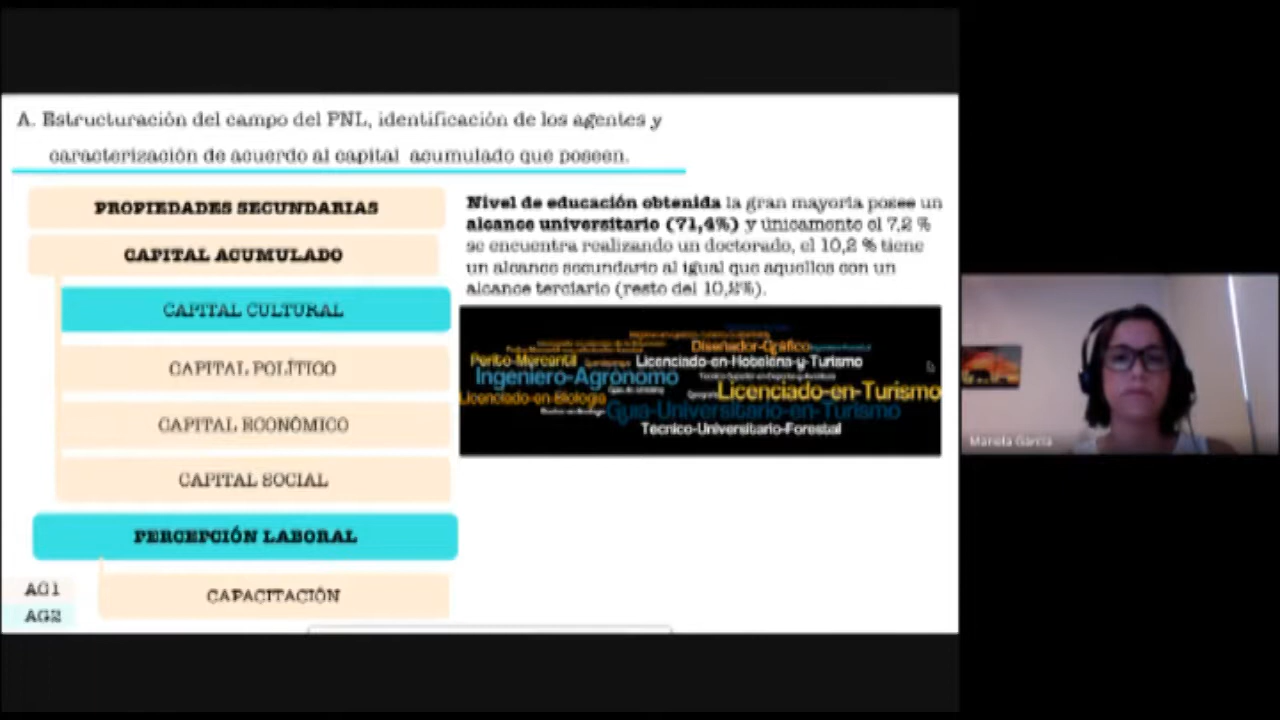 A. Estructuración del campo del PNL, identificación de los agentes y
caracterización de acuerdo al capital acumulado que poseen.
PROPIEDADES SECUNDARIAS
CAPITAL ACUMULADO
CAPITAL CULTURAL
CAPITAL POLÍTICO
CAPITAL ECONÓMICO
CAPITAL SOCIAL
PERCEPCIÓN LABORAL
CAPACITACIÓN
AG1
AG2
Nivel de educación obtenida la gran mayoría posee un
alcance universitario (71,4%) y únicamente el 7,2 %
se encuentra realizando un doctorado, el 10,2 % tiene
un alcance secundario al igual que aquellos con un
alcance terciario (resto del 10,2%).
Diseñador-Gráfico
Perito-Mercantil
Licenciado-en-Hotelería-y-Turismo
Ingeniero-Agrónomo
Licenciado-en-Turismo
Licenciado-en-Biología
Guía-Universitario-en-Turismo
Técnico-Universitario-Forestal
Mariela García